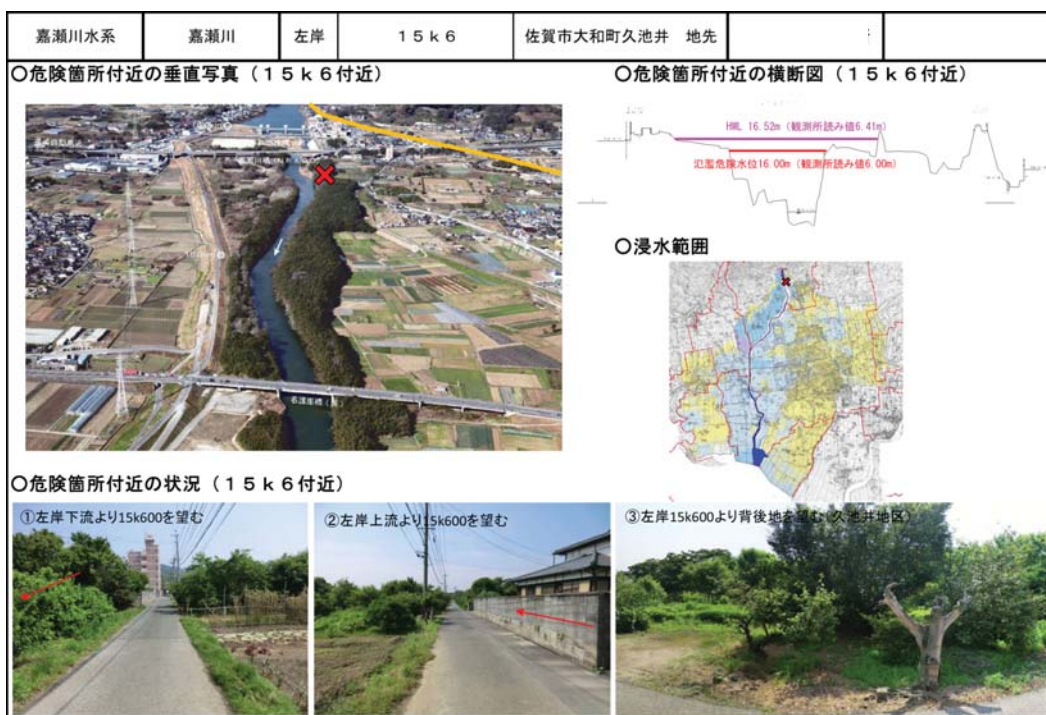 嘉瀬川水系
嘉瀬川
左岸
１５ｋ６
佐賀市大和町久池井　地先
〇危険箇所付近の垂直写真（１５ｋ６付近）
〇危険箇所付近の横断図（１５ｋ６付近）
HWL 16.52m（観測所読み値6.41m）
氾濫危険水位16.00m（観測所読み値6.00m）
〇浸水範囲
〇危険箇所付近の状況（１５ｋ６付近）
①左岸下流より15k600を望む
②左岸上流より15k600を望む
③左岸15k600より背後地を望む（久池井地区）